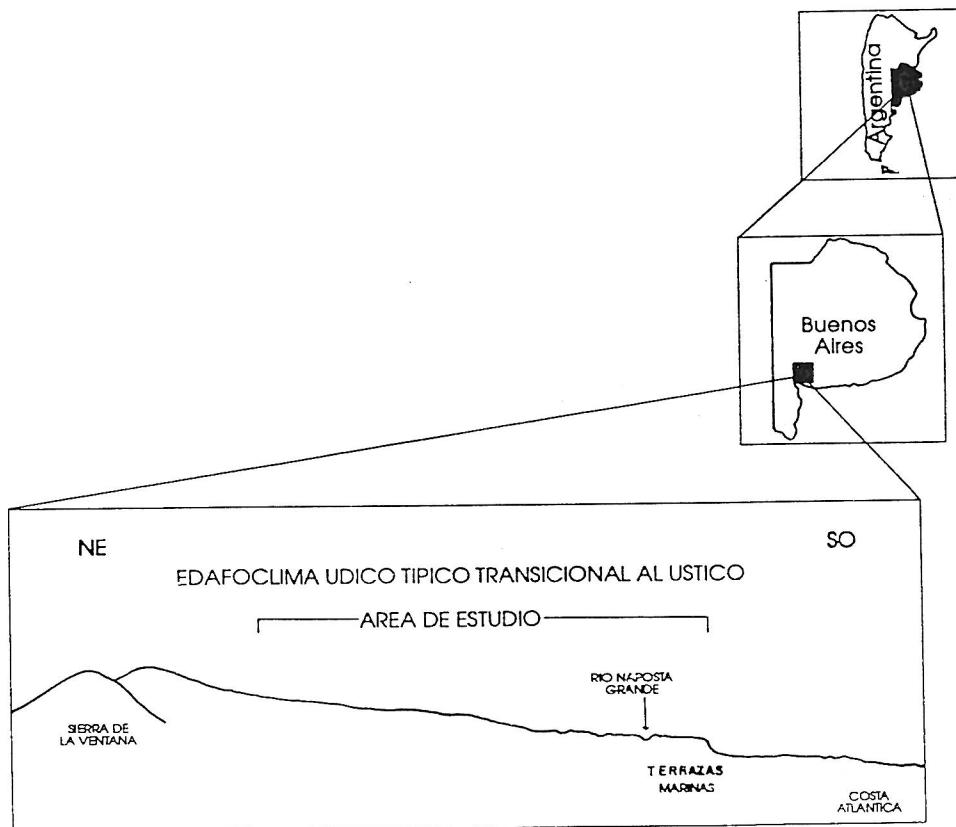 Argentina
Buenos
Aires
NE
SO
EDAFOCLIMA UDICO TIPICO TRANSICIONAL AL USTICO
AREA DE ESTUDIO
RIO NAPOSTA
GRANDE
SIERRA DE
LA VENTANA
TERRAZAS
MARINAS
COSTA
ATLANTICA